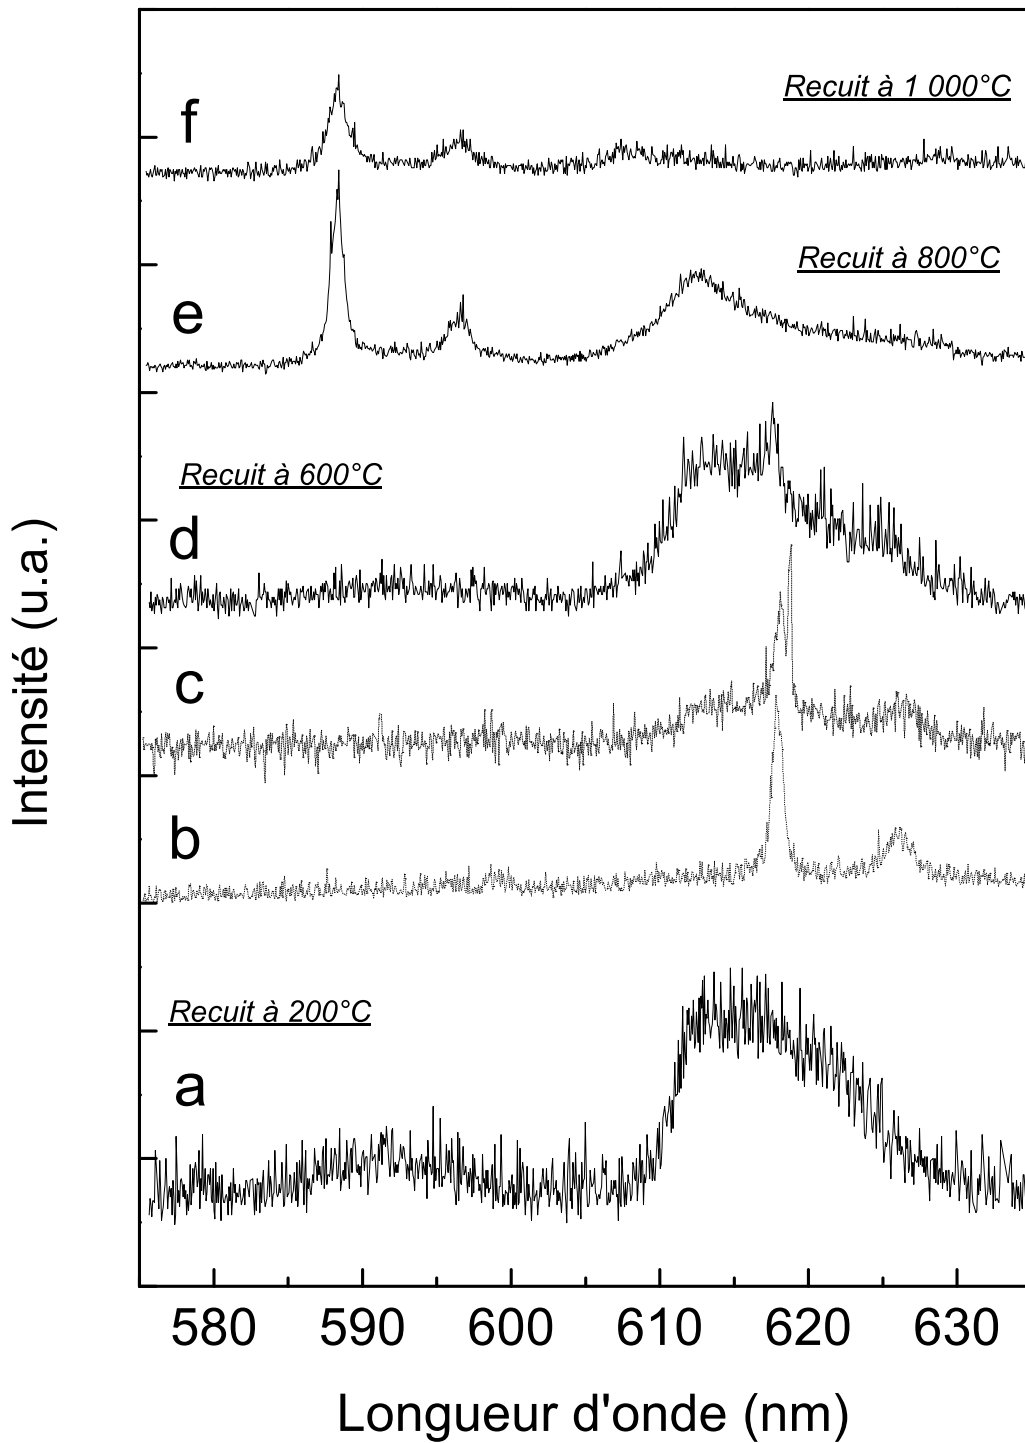 Recuit à 1 000°C
f
Recuit à 800°C
e
Recuit à 600°C
d
c
b
Recuit à 200°C
a
Intensité (u.a.)
580 590 600 610 620 630
Longueur d'onde (nm)